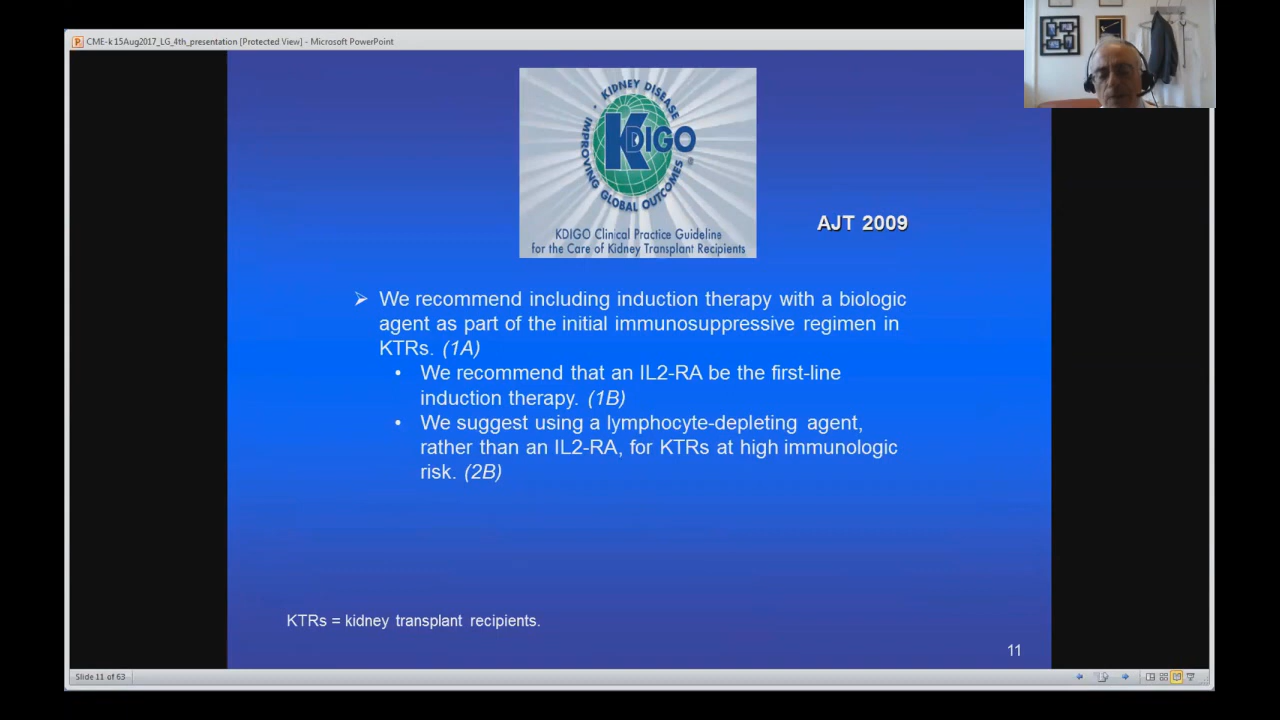 CME-k 15Aug2017_LG_4th_presentation [Protected View] - Microsoft PowerPoint
KIDNEY DISEASE
IMPROVING GLOBAL OUTCOMES
KDIGO
KDIGO Clinical Practice Guideline
for the Care of Kidney Transplant Recipients
AJT 2009
➢ We recommend including induction therapy with a biologic
agent as part of the initial immunosuppressive regimen in
KTRs. (1A)
• We recommend that an IL2-RA be the first-line
induction therapy. (1B)
• We suggest using a lymphocyte-depleting agent,
rather than an IL2-RA, for KTRs at high immunologic
risk. (2B)
KTRs = kidney transplant recipients.
11
Slide 11 of 63